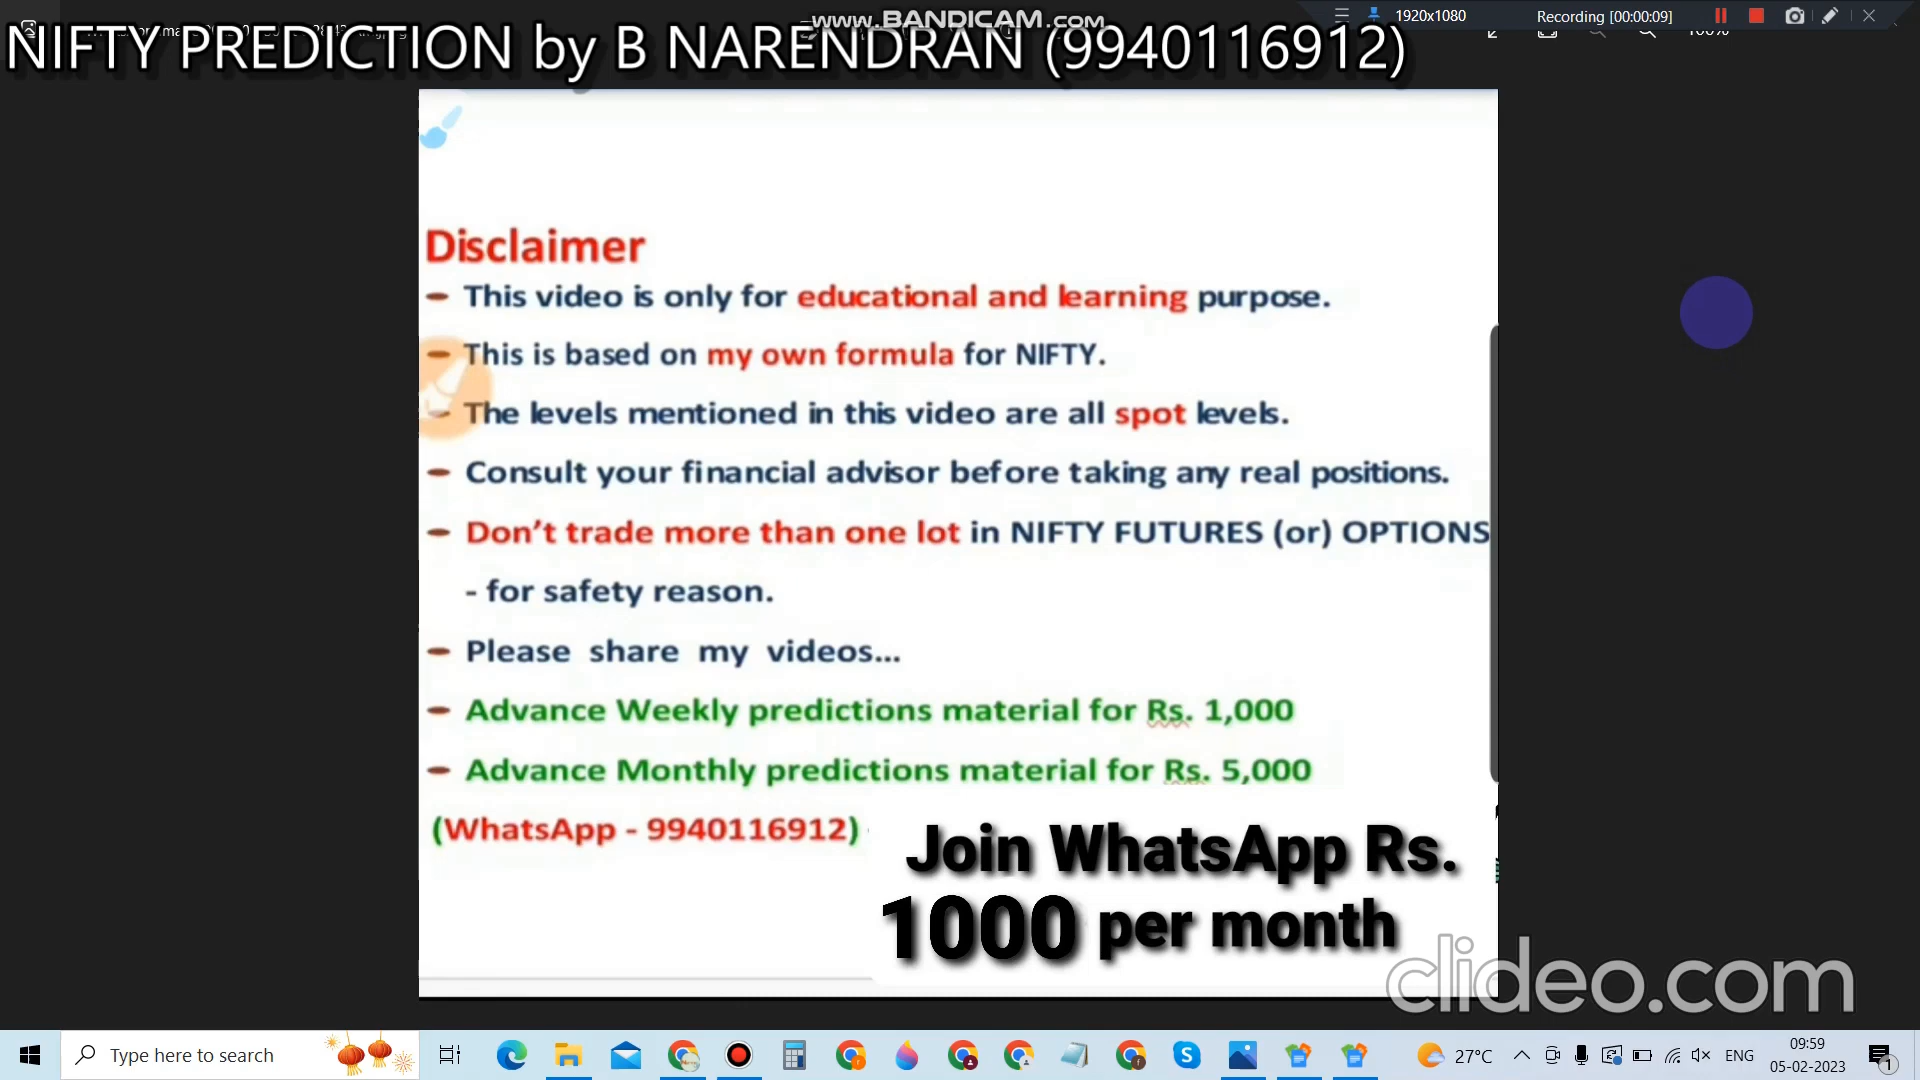 www.BANDICAM.com
1920x1080
Recording [00:00:09]
NIFTY PREDICTION by B NARENDRAN (9940116912)
Disclaimer
This video is only for educational and learning purpose.
This is based on my own formula for NIFTY.
The levels mentioned in this video are all spot levels.
Consult your financial advisor before taking any real positions.
Don't trade more than one lot in NIFTY FUTURES (or) OPTIONS
- for safety reason.
Please share my videos...
Advance Weekly predictions material for Rs. 1,000
Advance Monthly predictions material for Rs. 5,000
(WhatsApp - 9940116912)
Join WhatsApp Rs.
1000 per month
clideo.com
Type here to search
27°C
ENG
09:59
05-02-2023
1